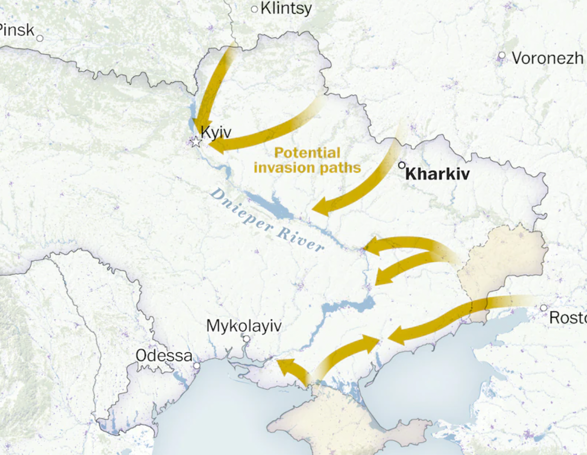 Klintsy
Pinsk
Voronezh
Kyiv
Potential
invasion paths
Kharkiv
Dnieper River
Mykolayiv
Rosto
Odessa